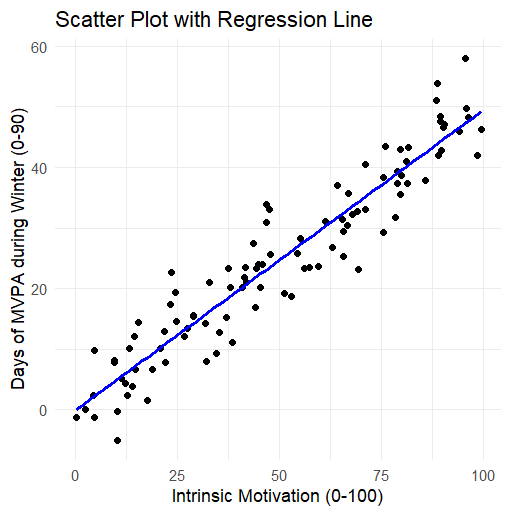 Scatter Plot with Regression Line
60
40
20
0
Days of MVPA during Winter (0-90)
0 25 50 75 100
Intrinsic Motivation (0-100)